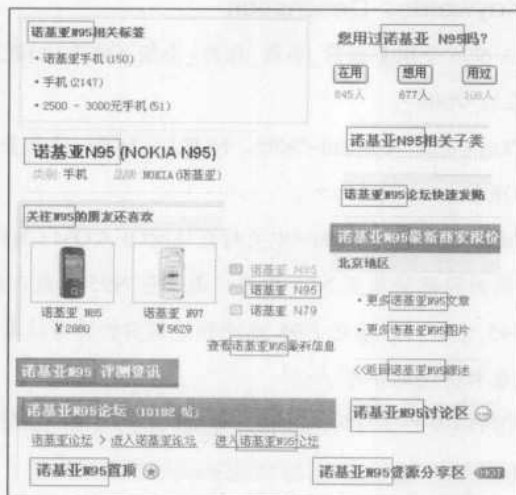 诺基亚N95相关标签
• 诺基亚手机(150)
• 手机(2147)
• 2500 - 3000元手机(51)
您用过诺基亚 N95吗?
在用 想用 用过
845人 677人 108人
诺基亚N95相关子类
诺基亚N95 (NOKIA N95)
类别: 手机 品牌: NOKIA(诺基亚)
诺基亚N95论坛快速发贴
关注N95的朋友还喜欢
诺基亚N95最新商家报价
北京地区
诺基亚 N85
¥2880
诺基亚 N97
¥5629
诺基亚 N95
诺基亚 N79
• 更多诺基亚N95文章
• 更多诺基亚N95图片
查看诺基亚N95最新信息
<<返回诺基亚N95综述
诺基亚N95 评测资讯
诺基亚N95论坛 (10192 帖)
诺基亚N95讨论区
诺基亚论坛 > 进入诺基亚论坛 进入诺基亚N95论坛
诺基亚N95置顶
诺基亚N95资源分享区